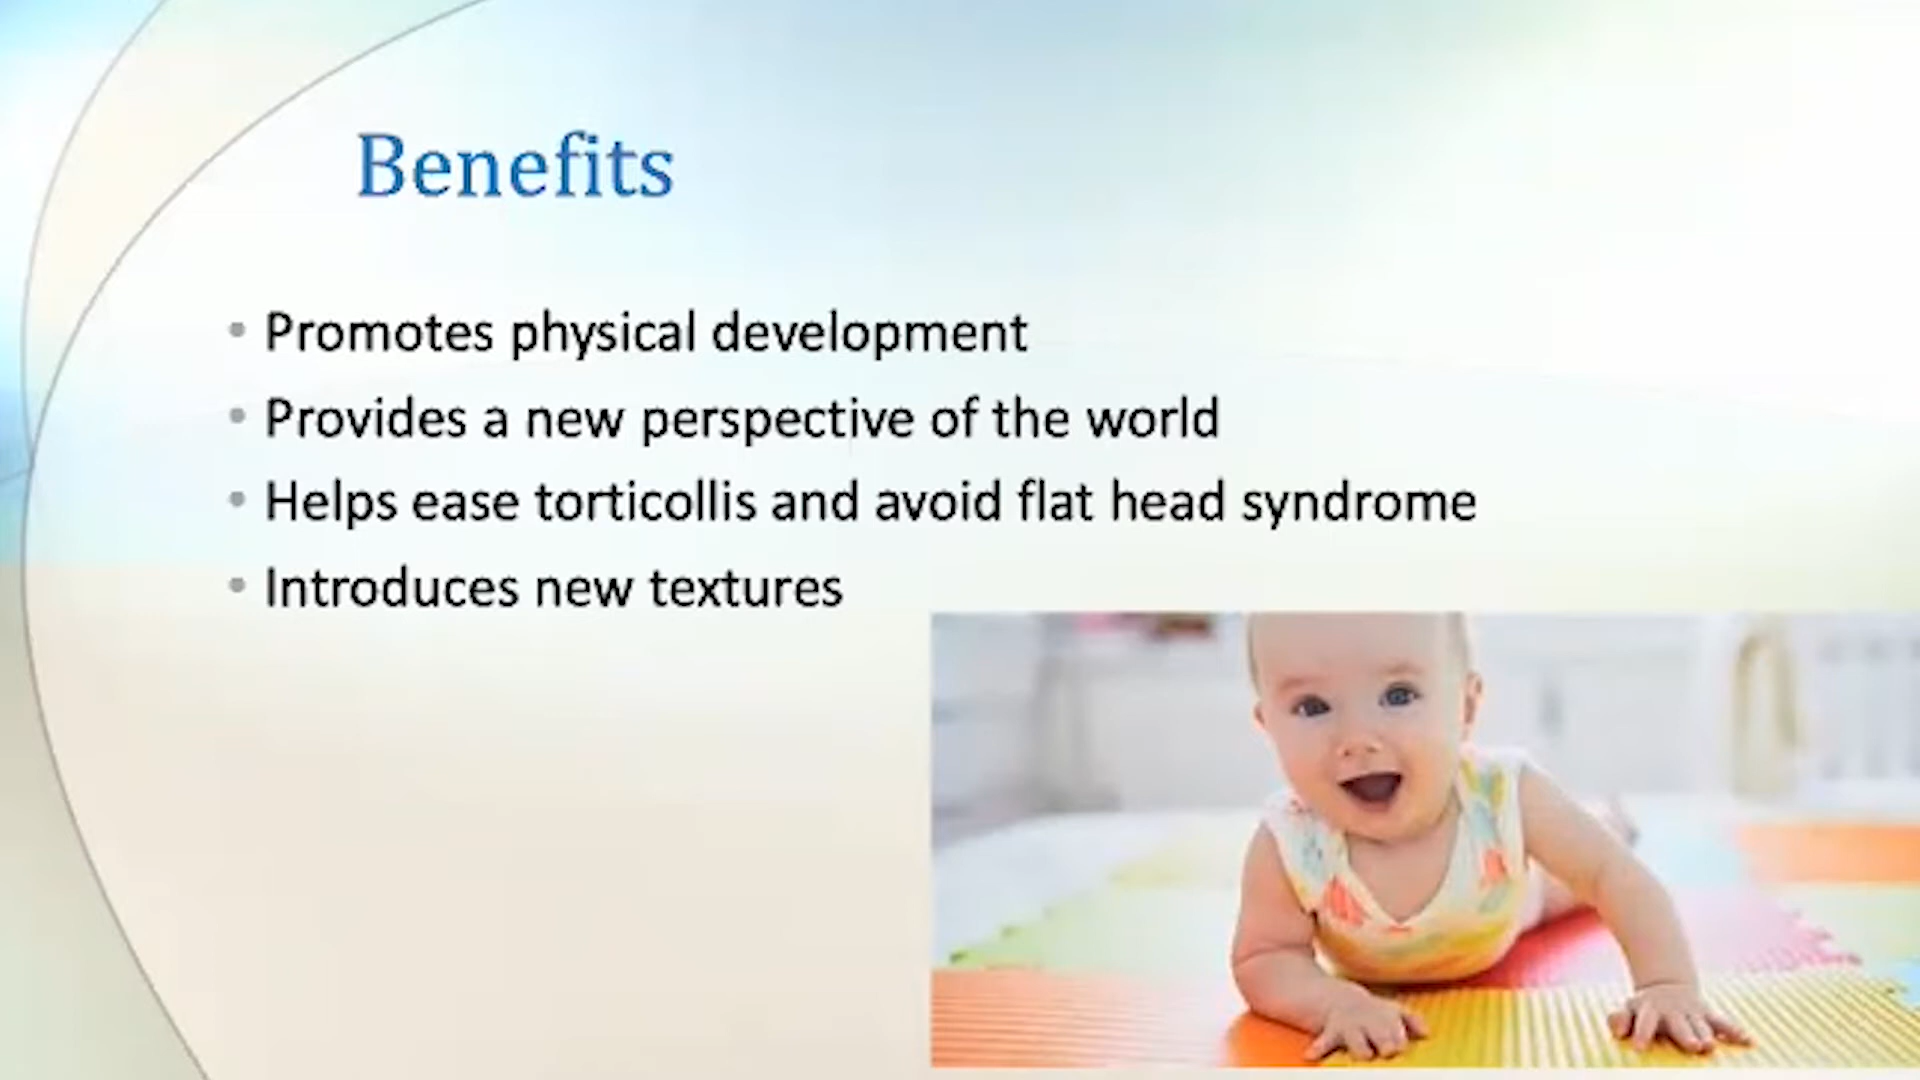 Benefits
• Promotes physical development
• Provides a new perspective of the world
• Helps ease torticollis and avoid flat head syndrome
• Introduces new textures